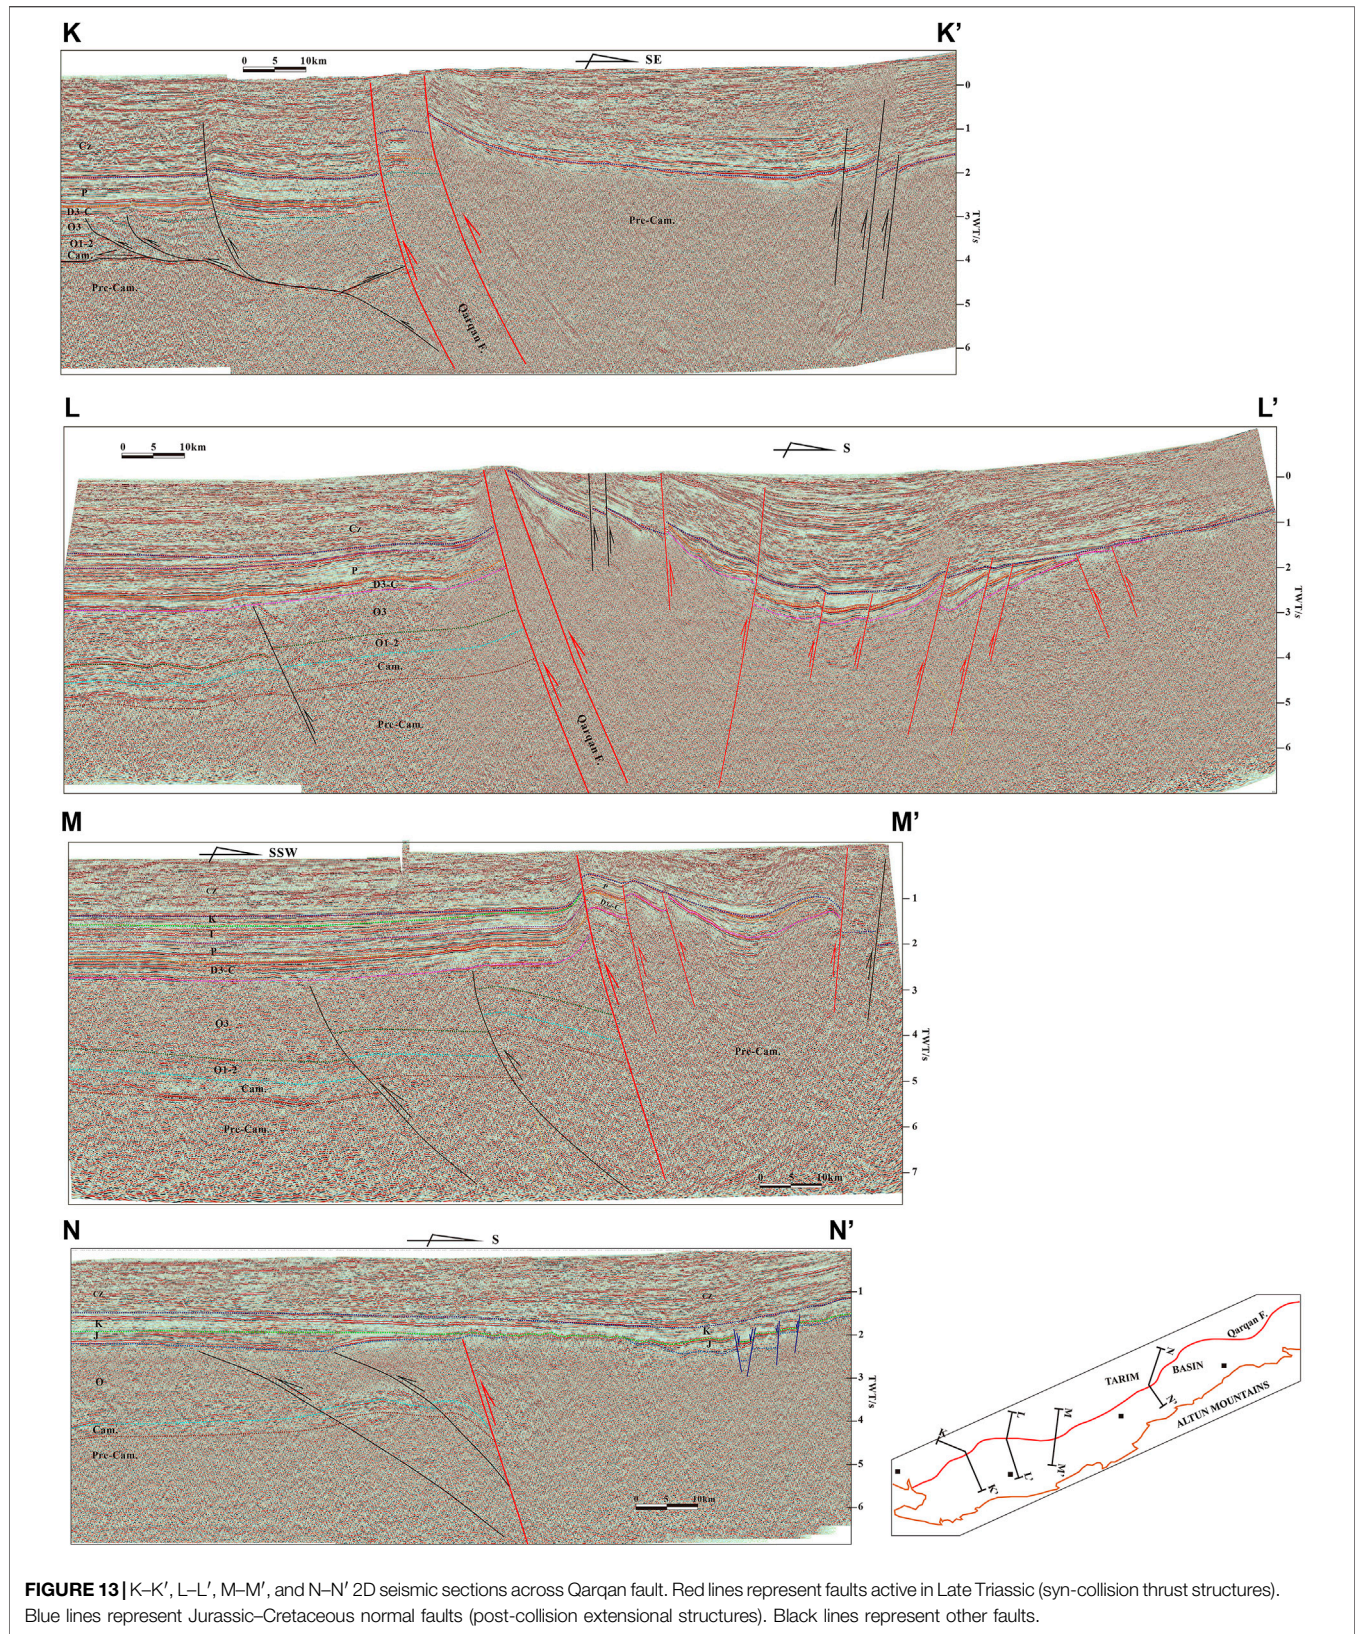 K K’
0 5 10km
SE
0
1
2
3
4
5
6
TWT/s
Cz
P
D3-C
O3
O1-2
Cam.
Pre-Cam.
Pre-Cam.
Qarqan F.
L L’
0 5 10km
S
0
1
2
3
4
5
6
TWT/s
Cz
P
D3-C
O3
O1-2
Cam.
Pre-Cam.
Qarqan F.
M M’
SSW
1
2
3
4
5
6
7
TWT/s
CZ
K
P
D3-C
O3
O1-2
Cam.
Pre-Cam.
P
D3-C
Pre-Cam.
0 5 10km
N N’
S
1
2
3
4
5
6
TWT/s
CZ
K
J
O
Cam.
Pre-Cam.
CZ
K
J
0 5 10km
Qarqan F.
TARIM BASIN
ALTUN MOUNTAINS
K
K’
L
L’
M
M’
N
N’
FIGURE 13 | K–K′, L–L′, M–M′, and N–N′ 2D seismic sections across Qarqan fault. Red lines represent faults active in Late Triassic (syn-collision thrust structures).
Blue lines represent Jurassic–Cretaceous normal faults (post-collision extensional structures). Black lines represent other faults.